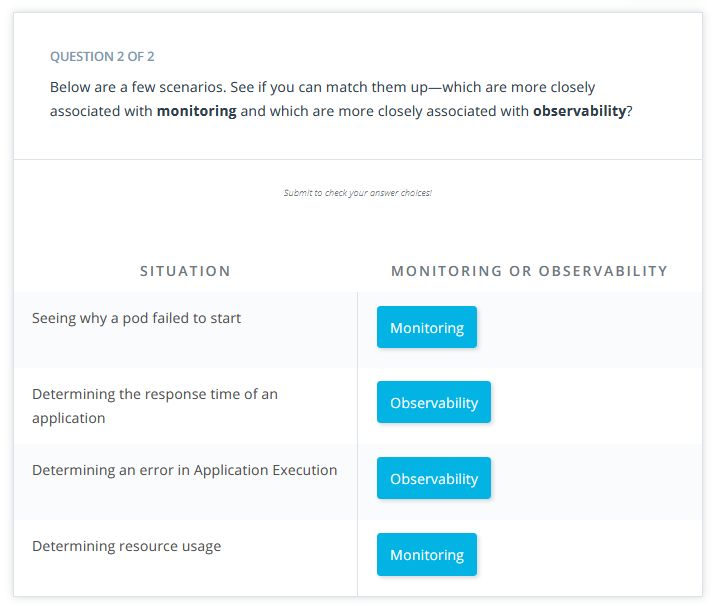 QUESTION 2 OF 2
Below are a few scenarios. See if you can match them up—which are more closely
associated with monitoring and which are more closely associated with observability?
Submit to check your answer choices!
SITUATION
MONITORING OR OBSERVABILITY
Seeing why a pod failed to start
Monitoring
Determining the response time of an
application
Observability
Determining an error in Application Execution
Observability
Determining resource usage
Monitoring